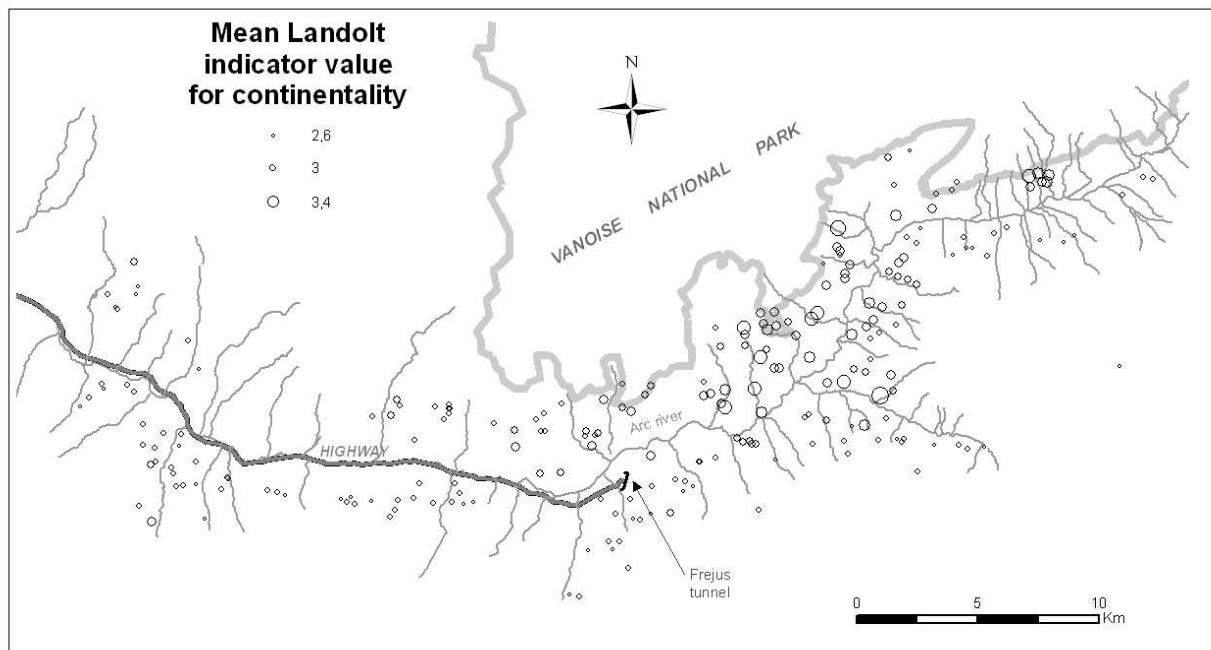 Mean Landolt
indicator value
for continentality
2,6
3
3,4
N
VANOISE NATIONAL PARK
Arc river
HIGHWAY
Frejus
tunnel
0 5 10
Km